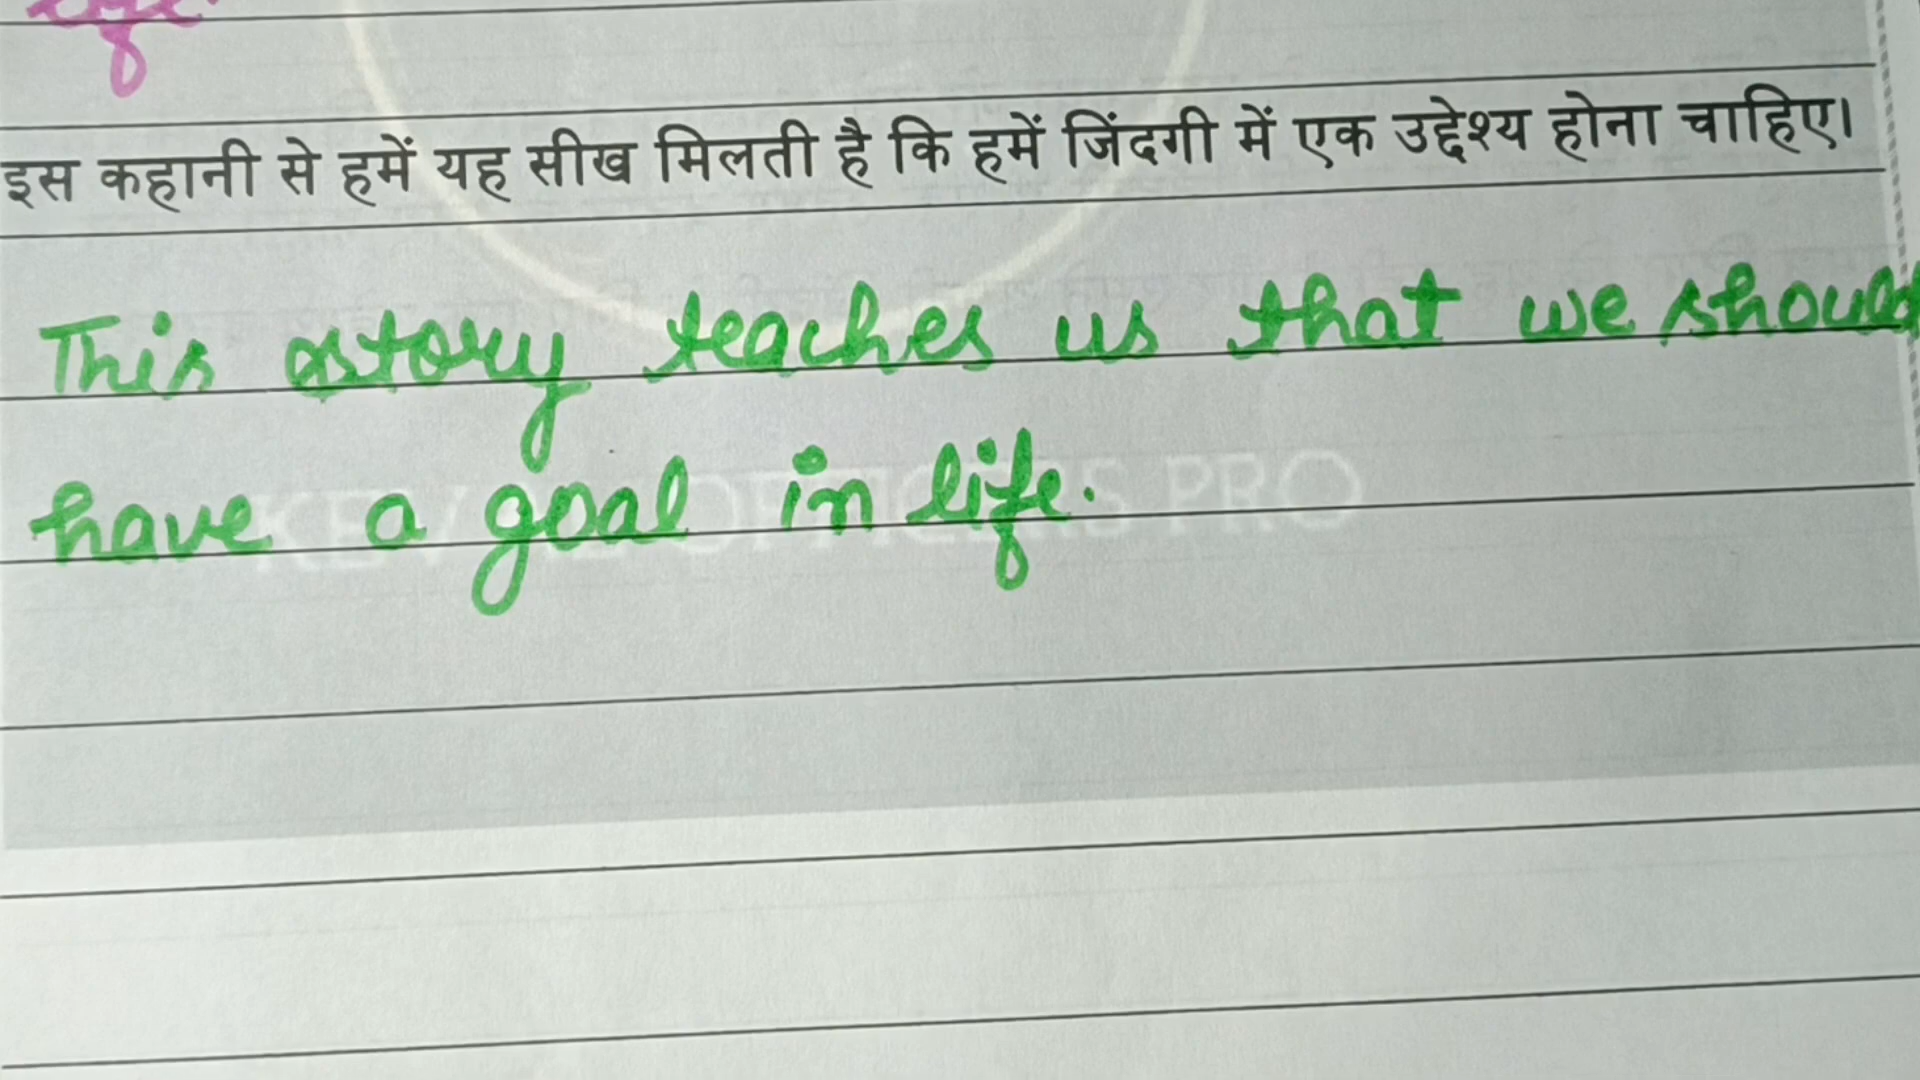 इस कहानी से हमें यह सीख मिलती है कि हमें जिंदगी में एक उद्देश्य होना चाहिए।
This story teaches us that we should
have a goal in life.
PRO